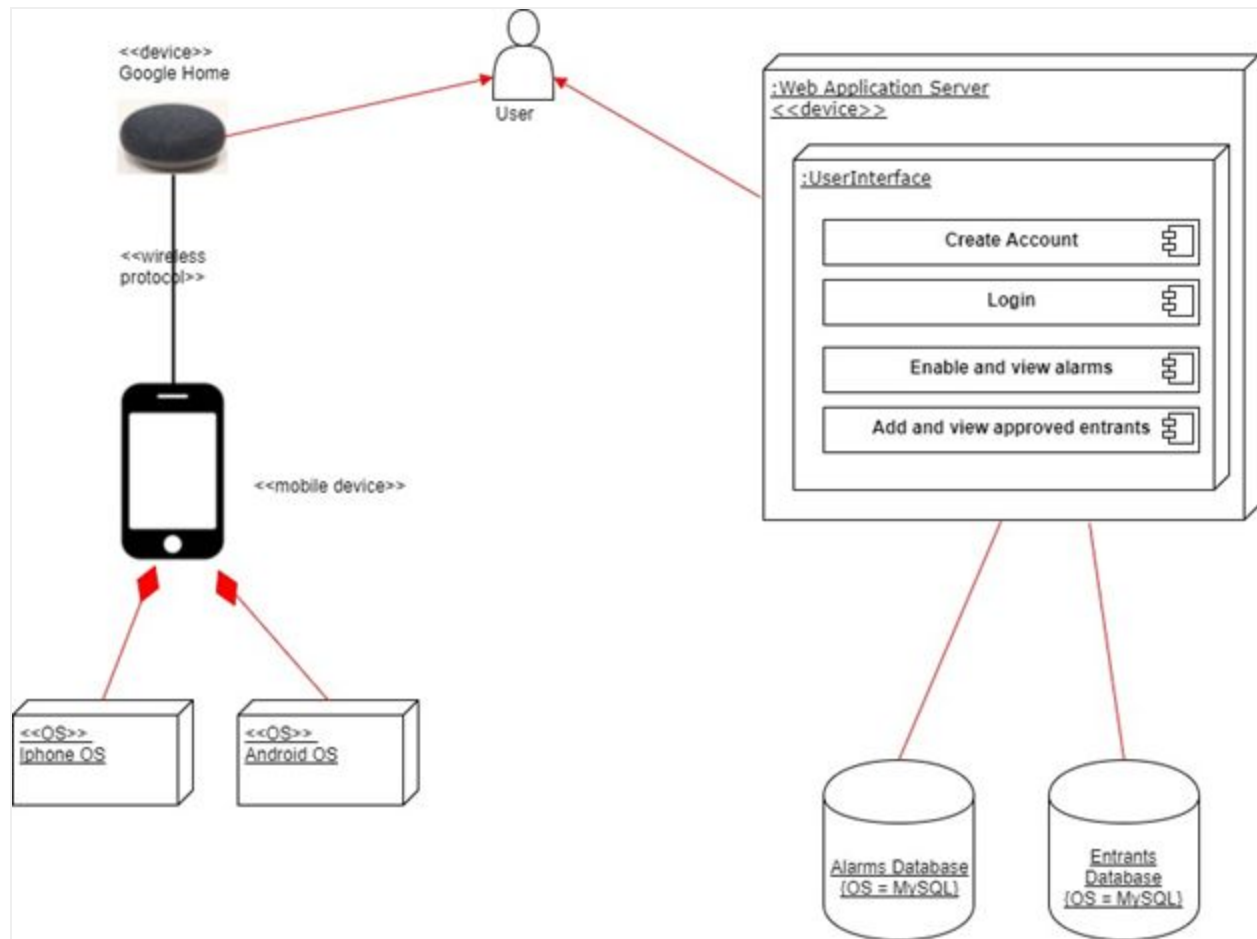 <<device>>
Google Home
User
:Web Application Server
<<device>>
:UserInterface
Create Account
Login
Enable and view alarms
Add and view approved entrants
<<wireless
protocol>>
<<mobile device>>
<<OS>>
Iphone OS
<<OS>>
Android OS
Alarms Database
{OS = MySQL}
Entrants
Database
{OS = MySQL}